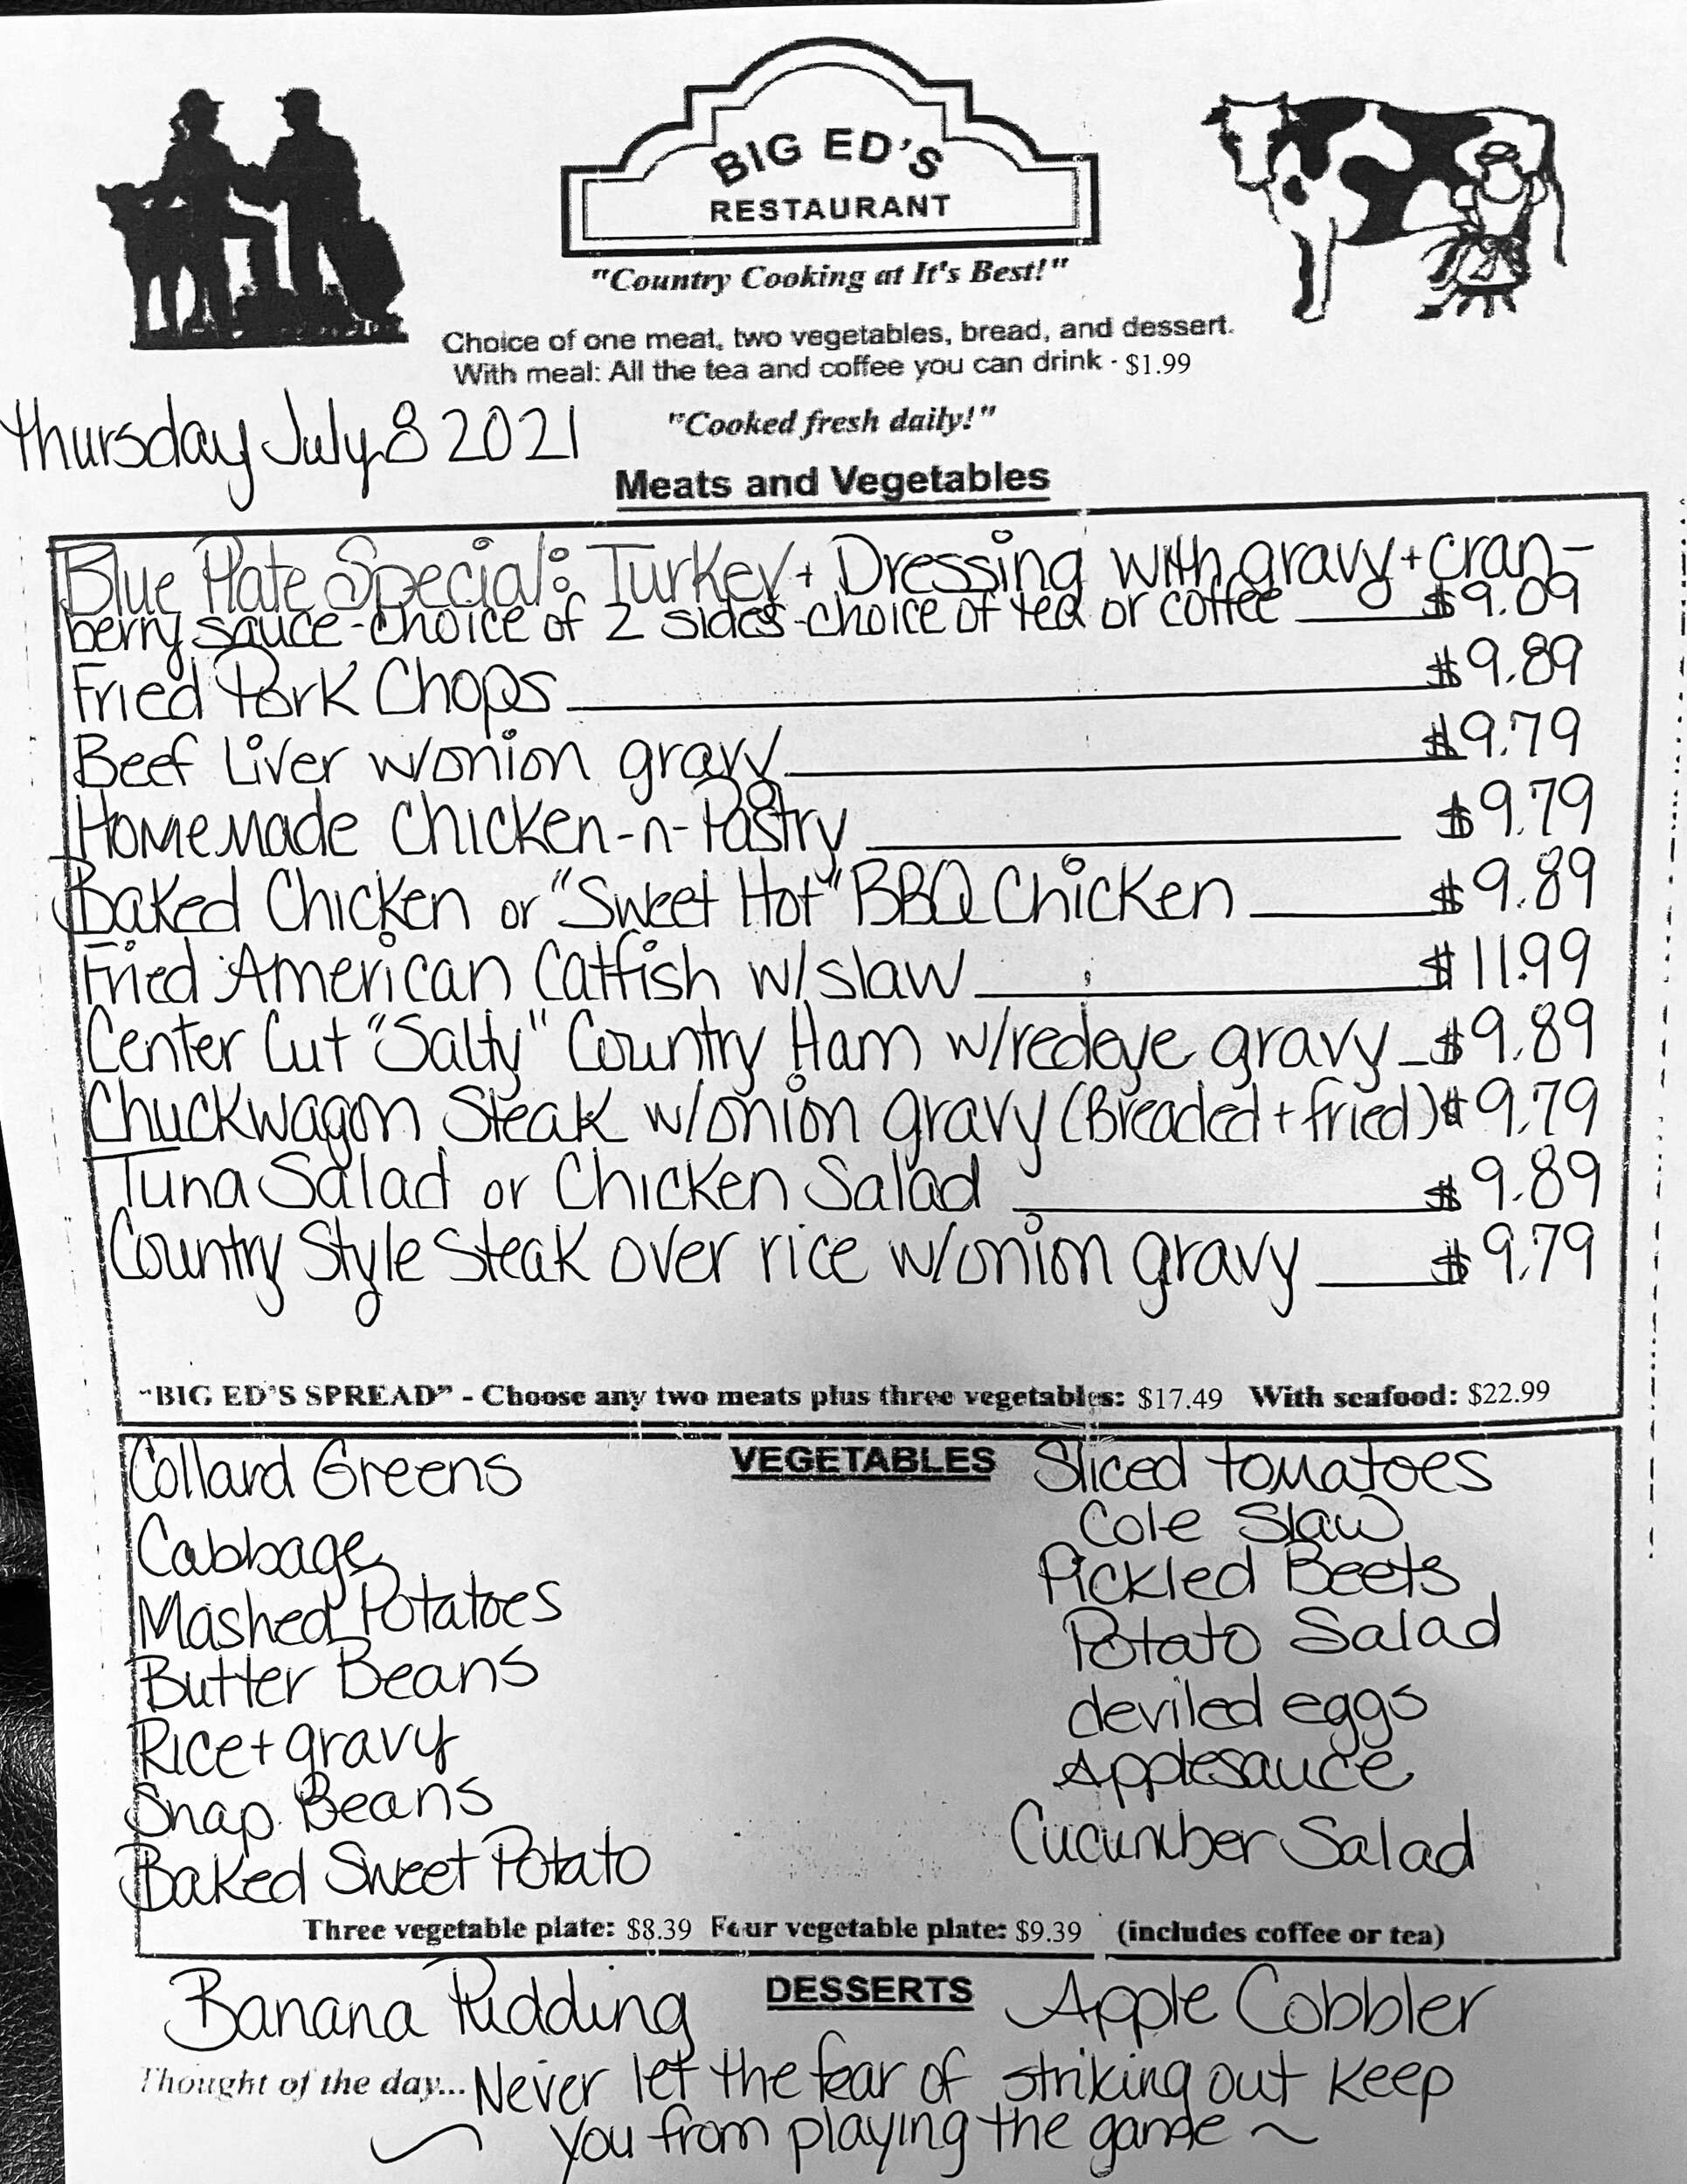 BIG ED'S
RESTAURANT
"Country Cooking at It's Best!"
Choice of one meat, two vegetables, bread, and dessert.
With meal: All the tea and coffee you can drink - $1.99
Thursday July 8 2021
"Cooked fresh daily!"
Meats and Vegetables
Blue Plate Special: Turkey + Dressing with gravy + cran-
berry sauce - choice of 2 sides - choice of tea or coffee $9.09
Fried Pork Chops $9.89
Beef Liver w/onion gravy $9.79
Homemade Chicken-n-Pastry $9.79
Baked Chicken or "Sweet Hot" BBQ Chicken $9.89
Fried American Catfish w/slaw $11.99
Center Cut "Salty" Country Ham w/redeye gravy $9.89
Chuckwagon Steak w/onion gravy (Breaded + fried) $9.79
Tuna Salad or Chicken Salad $9.89
Country Style Steak over rice w/onion gravy $9.79
"BIG ED'S SPREAD" - Choose any two meats plus three vegetables: $17.49 With seafood: $22.99
VEGETABLES
Collard Greens
Cabbage
Mashed Potatoes
Butter Beans
Rice + gravy
Snap Beans
Baked Sweet Potato
Sliced tomatoes
Cole Slaw
Pickled Beets
Potato Salad
deviled eggs
Applesauce
Cucumber Salad
Three vegetable plate: $8.39 Four vegetable plate: $9.39 (includes coffee or tea)
DESSERTS
Banana Pudding
Apple Cobbler
Thought of the day... Never let the fear of striking out keep
you from playing the game ~